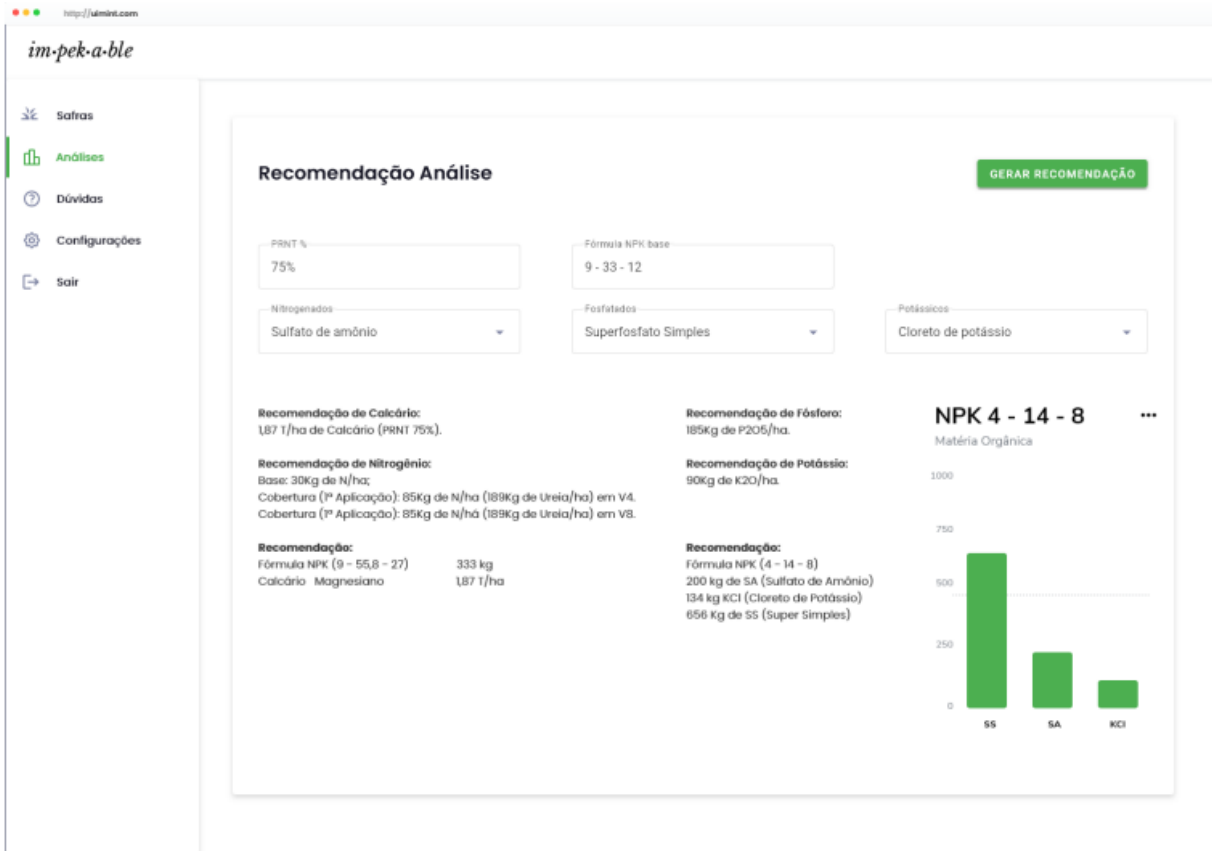 http://uimint.com
im·pek·a·ble
Safras
Análises
Dúvidas
Configurações
Sair
Recomendação Análise
GERAR RECOMENDAÇÃO
PRNT %
75%
Fórmula NPK base
9 - 33 - 12
Nitrogenados
Sulfato de amônio
Fosfatados
Superfosfato Simples
Potássicos
Cloreto de potássio
Recomendação de Calcário:
1,87 T/ha de Calcário (PRNT 75%).
Recomendação de Nitrogênio:
Base: 30Kg de N/ha;
Cobertura (1ª Aplicação): 85Kg de N/ha (189Kg de Ureia/ha) em V4.
Cobertura (1ª Aplicação): 85Kg de N/há (189Kg de Ureia/ha) em V8.
Recomendação:
Fórmula NPK (9 - 55,8 - 27) 333 kg
Calcário Magnesiano 1,87 T/ha
Recomendação de Fósforo:
185Kg de P2O5/ha.
Recomendação de Potássio:
90Kg de K2O/ha.
Recomendação:
Fórmula NPK (4 - 14 - 8)
200 kg de SA (Sulfato de Amônio)
134 kg KCl (Cloreto de Potássio)
656 Kg de SS (Super Simples)
NPK 4 - 14 - 8
Matéria Orgânica
1000
750
500
250
0
SS SA KCl